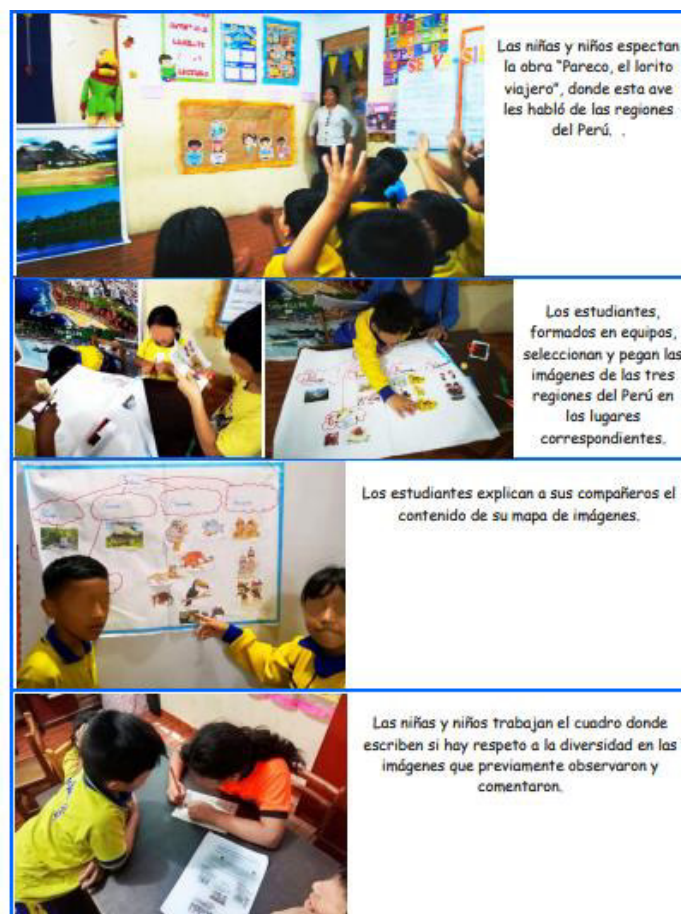 Las niñas y niños espectan
la obra "Pareco, el lorito
viajero", donde esta ave
les habló de las regiones
del Perú. .
Los estudiantes,
formados en equipos,
seleccionan y pegan las
imágenes de las tres
regiones del Perú en
los lugares
correspondientes.
Los estudiantes explican a sus compañeros el
contenido de su mapa de imágenes.
Las niñas y niños trabajan el cuadro donde
escriben si hay respeto a la diversidad en las
imágenes que previamente observaron y
comentaron.